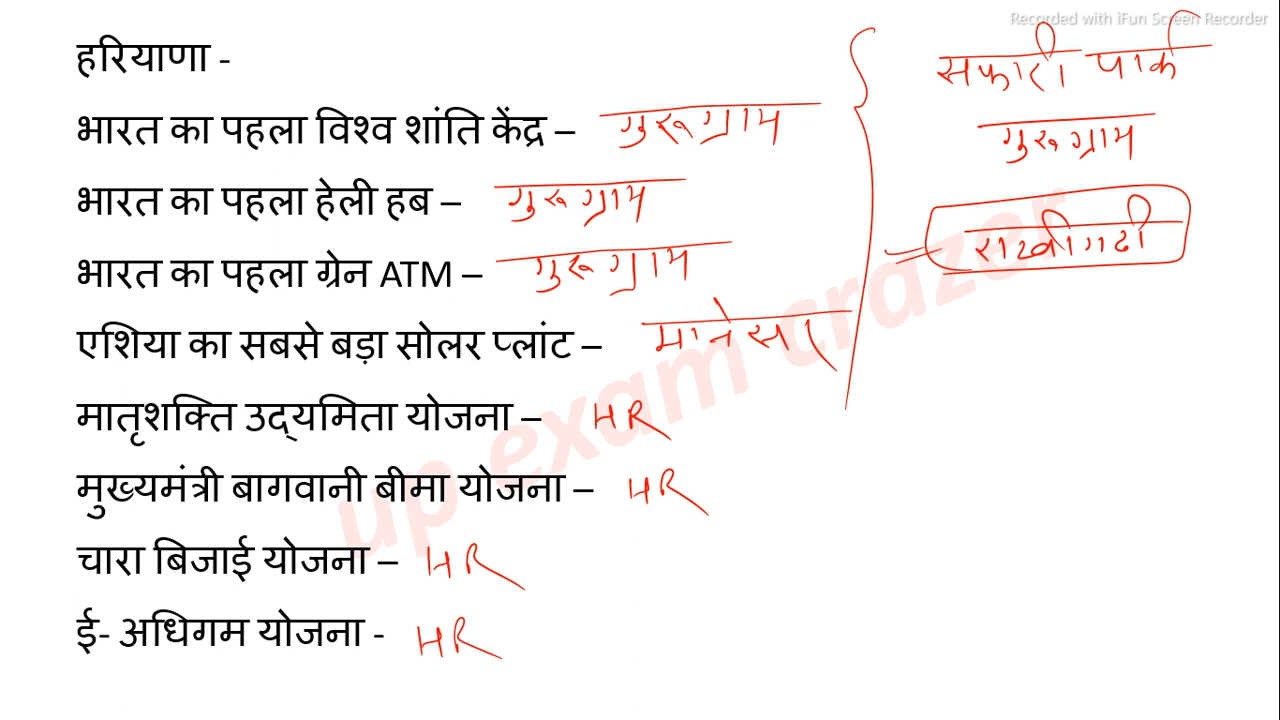 Recorded with iFun Screen Recorder
हरियाणा -
भारत का पहला विश्व शांति केंद्र – गुरूग्राम
भारत का पहला हेली हब – गुरूग्राम
भारत का पहला ग्रेन ATM – गुरूग्राम
एशिया का सबसे बड़ा सोलर प्लांट – मानेसर
मातृशक्ति उद्यमिता योजना – HR
मुख्यमंत्री बागवानी बीमा योजना – HR
चारा बिजाई योजना – HR
ई- अधिगम योजना - HR
सफारी पार्क
गुरूग्राम
राखीगढी
up exam crazer